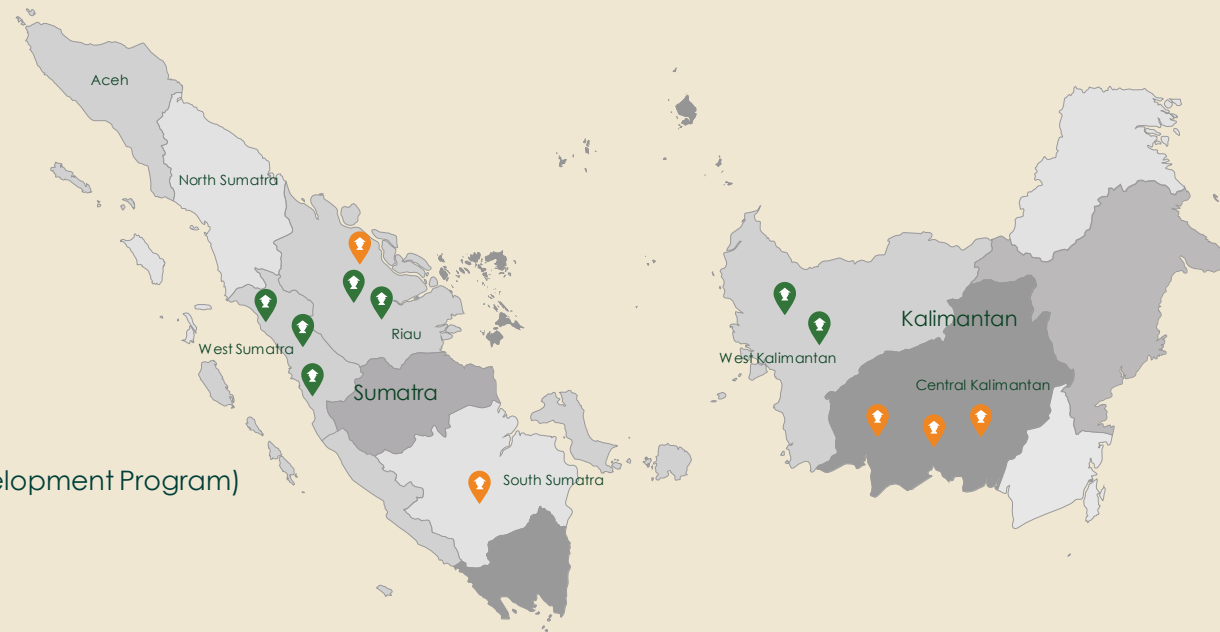 Aceh
North Sumatra
Riau
West Sumatra
Sumatra
South Sumatra
Kalimantan
West Kalimantan
Central Kalimantan
elopment Program)